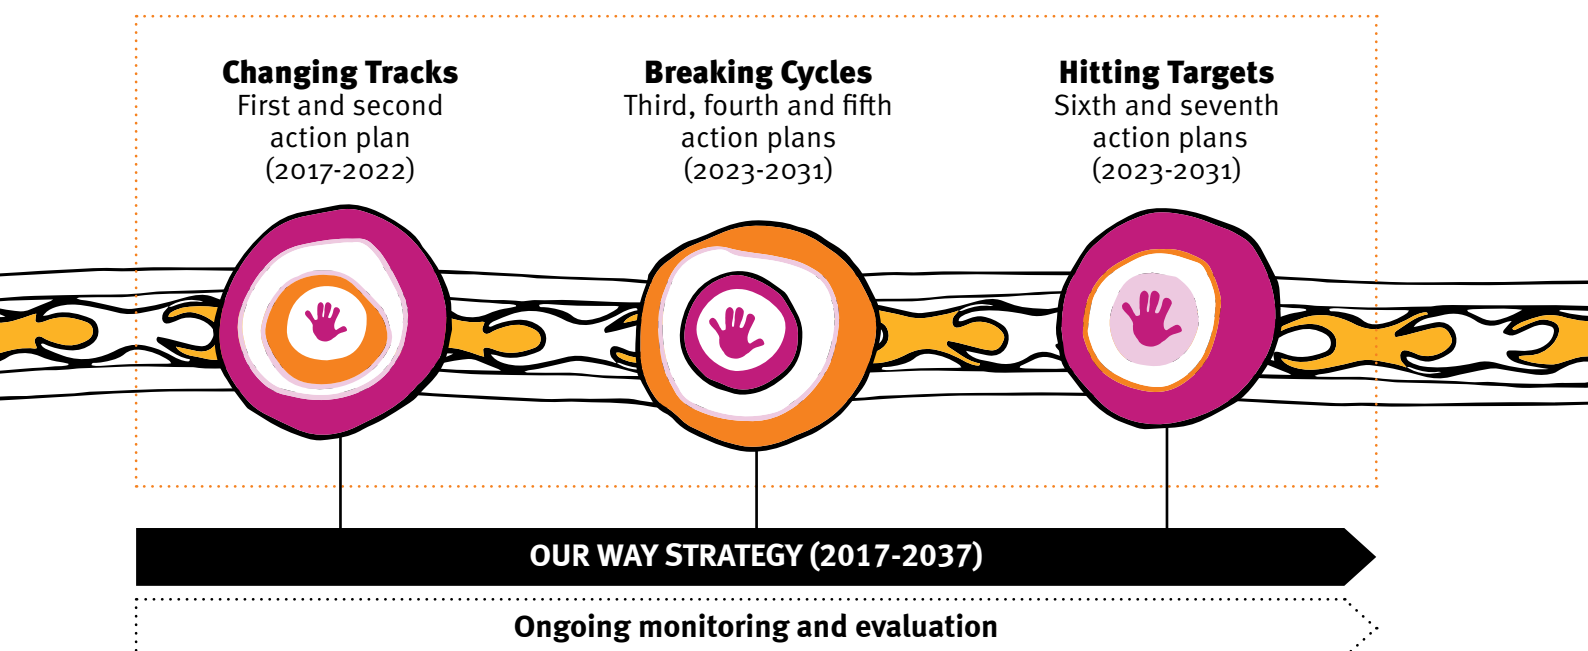 Changing Tracks
First and second
action plan
(2017-2022)
Breaking Cycles
Third, fourth and fifth
action plans
(2023-2031)
Hitting Targets
Sixth and seventh
action plans
(2023-2031)
OUR WAY STRATEGY (2017-2037)
Ongoing monitoring and evaluation